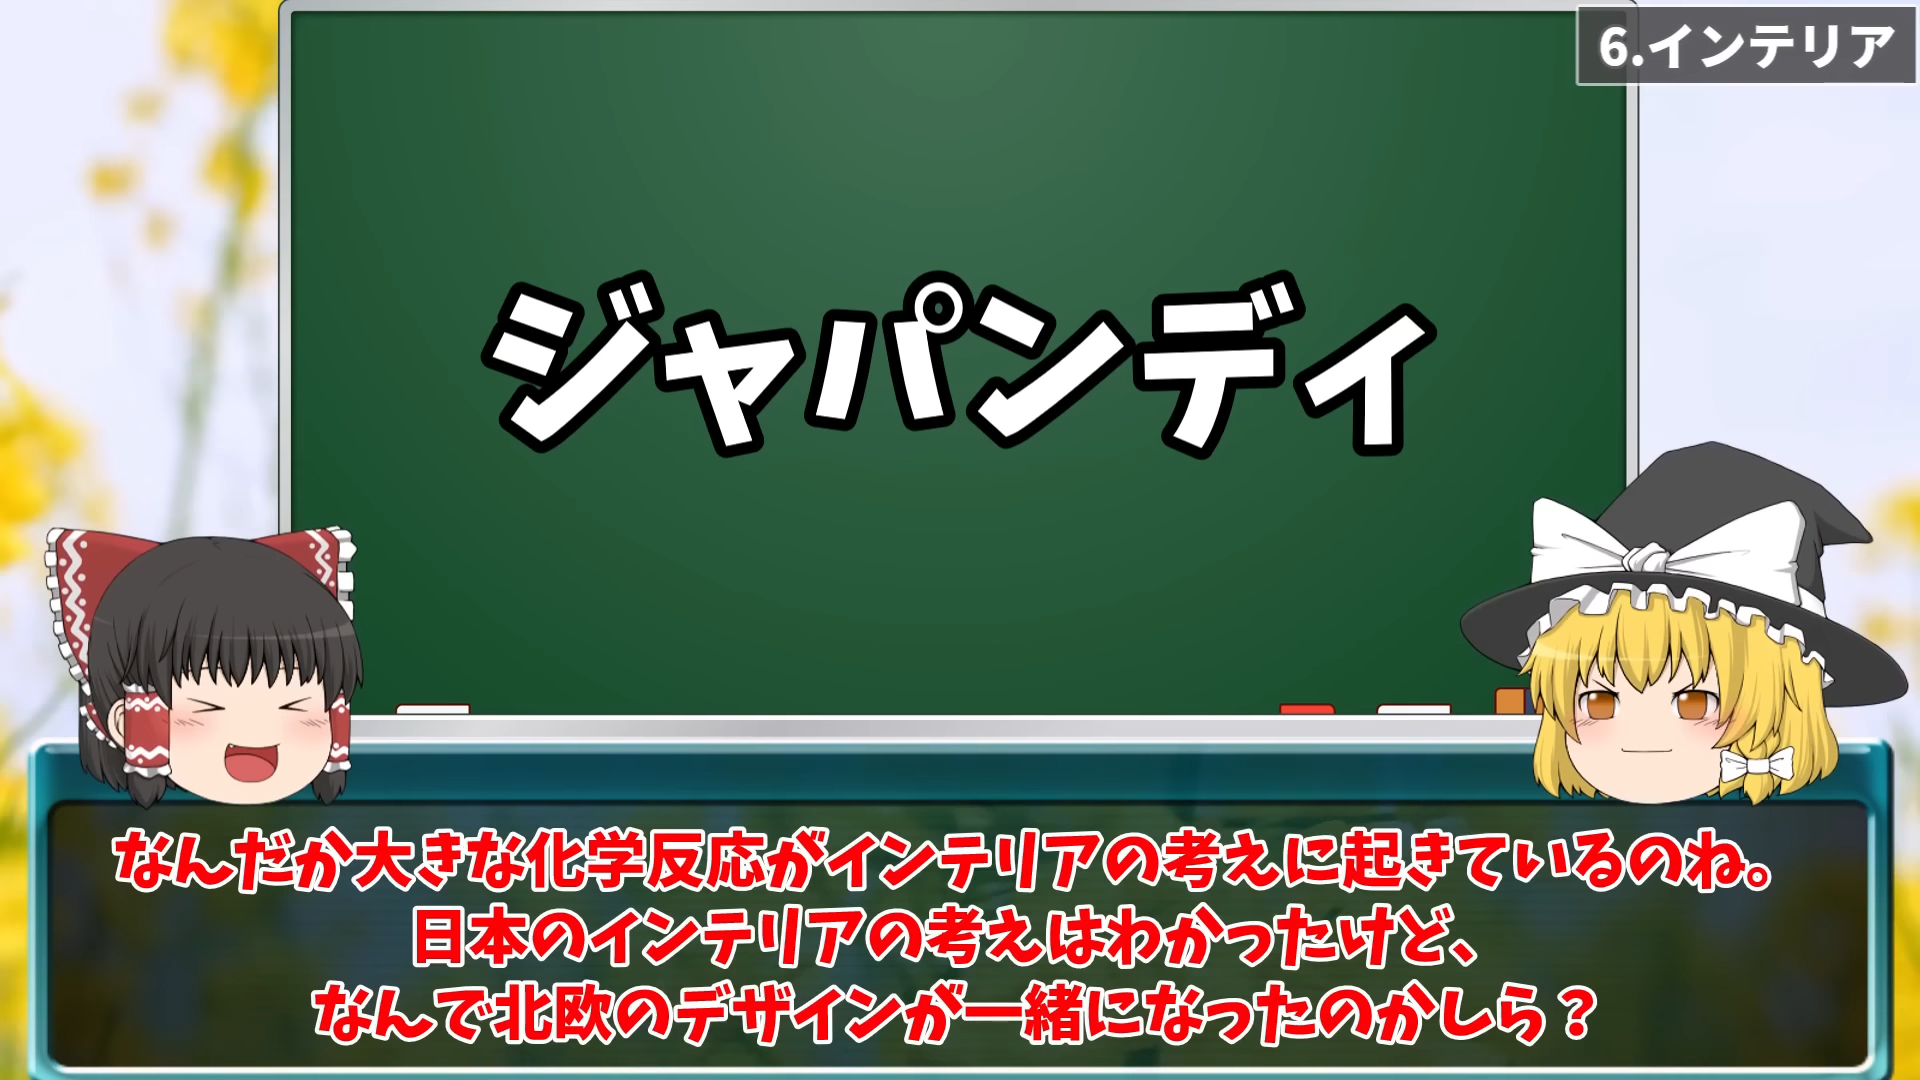 6.インテリア
ジャパンディ
なんだか大きな化学反応がインテリアの考えに起きているのね。
日本のインテリアの考えはわかったけど、
なんで北欧のデザインが一緒になったのかしら？